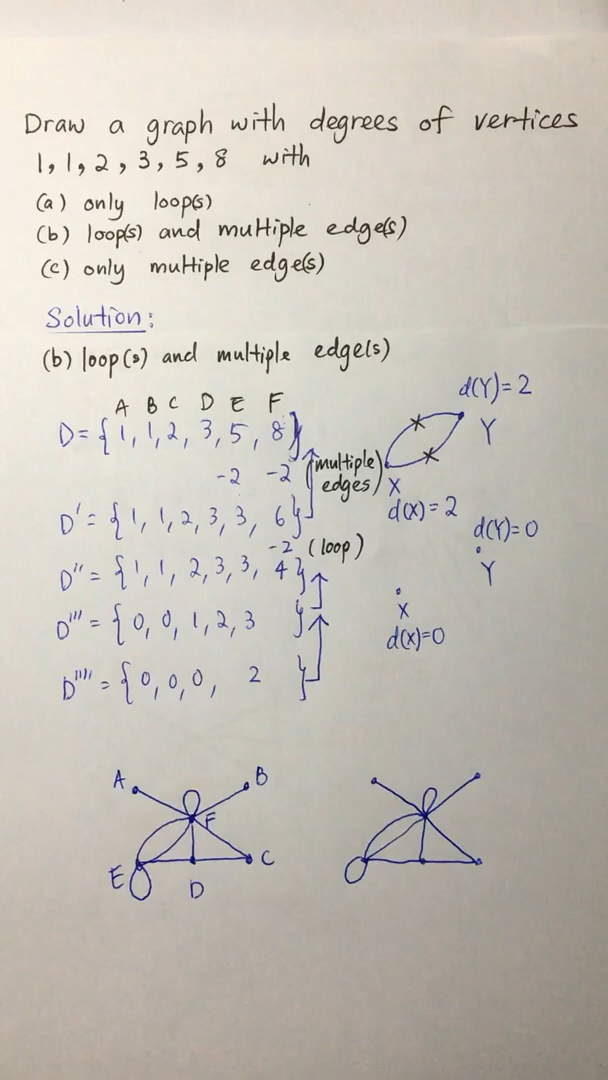 Draw a graph with degrees of vertices
1, 1, 2, 3, 5, 8 with
(a) only loop(s)
(b) loop(s) and multiple edge(s)
(c) only multiple edge(s)
Solution:
(b) loop(s) and multiple edge(s)
A B C D E F
D = {1, 1, 2, 3, 5, 8}
-2 -2 (multiple edges)
D' = {1, 1, 2, 3, 3, 6}
-2 (loop)
D'' = {1, 1, 2, 3, 3, 4}
D''' = {0, 0, 1, 2, 3 }
D'''' = {0, 0, 0, 2 }
d(Y) = 2
Y
X
d(X) = 2
d(Y) = 0
Y
X
d(X)=0
A B
F
E D C